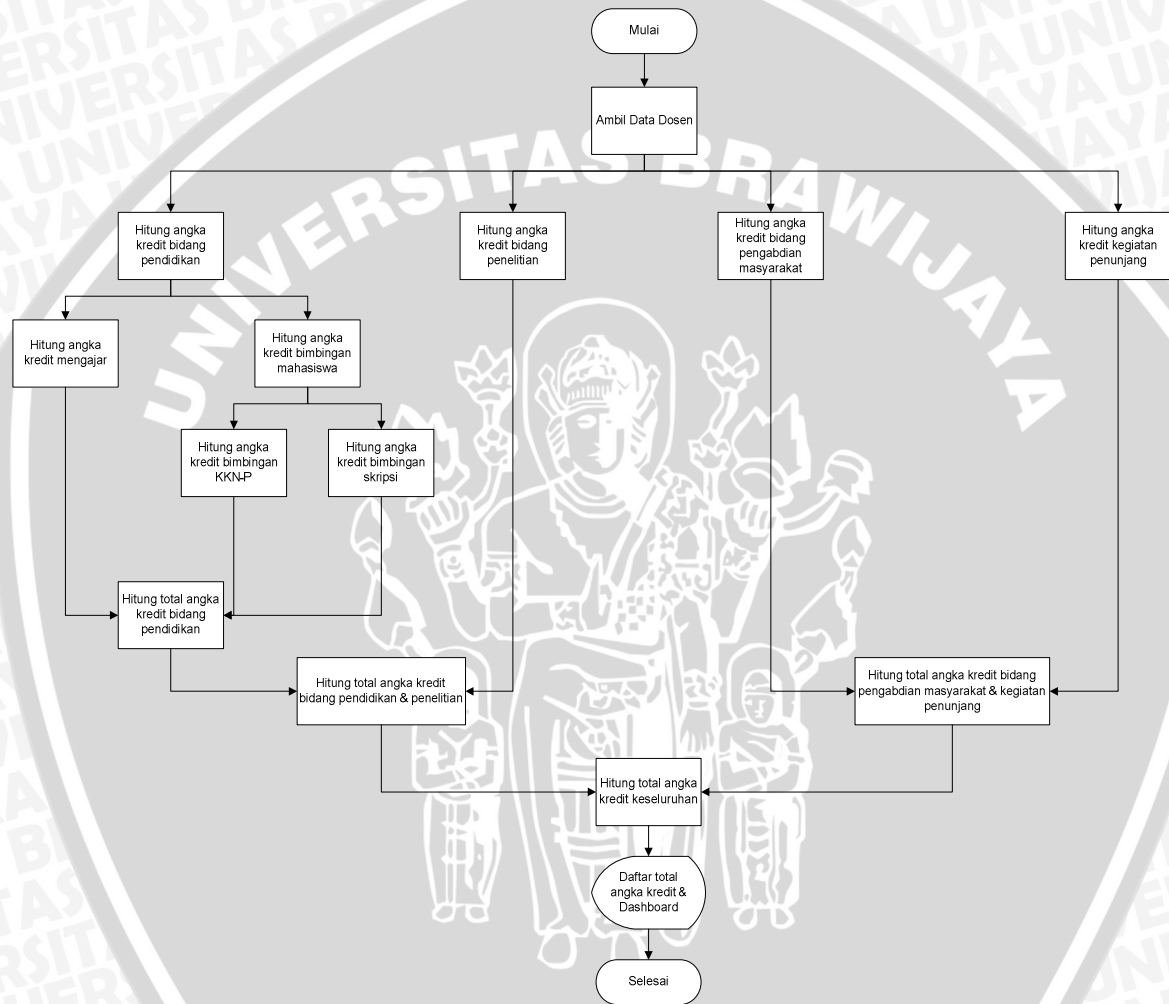 Mulai
Ambil Data Dosen
UNIVERSITAS BRAWIJAYA
Hitung angka
kredit bidang
pendidikan
Hitung angka
kredit bidang
penelitian
Hitung angka
kredit bidang
pengabdian
masyarakat
Hitung angka
kredit kegiatan
penunjang
Hitung angka
kredit mengajar
Hitung angka
kredit bimbingan
mahasiswa
Hitung angka
kredit bimbingan
KKN-P
Hitung angka
kredit bimbingan
skripsi
Hitung total angka
kredit bidang
pendidikan
Hitung total angka kredit
bidang pendidikan & penelitian
Hitung total angka kredit bidang
pengabdian masyarakat & kegiatan
penunjang
Hitung total angka
kredit keseluruhan
Daftar total
angka kredit &
Dashboard
Selesai